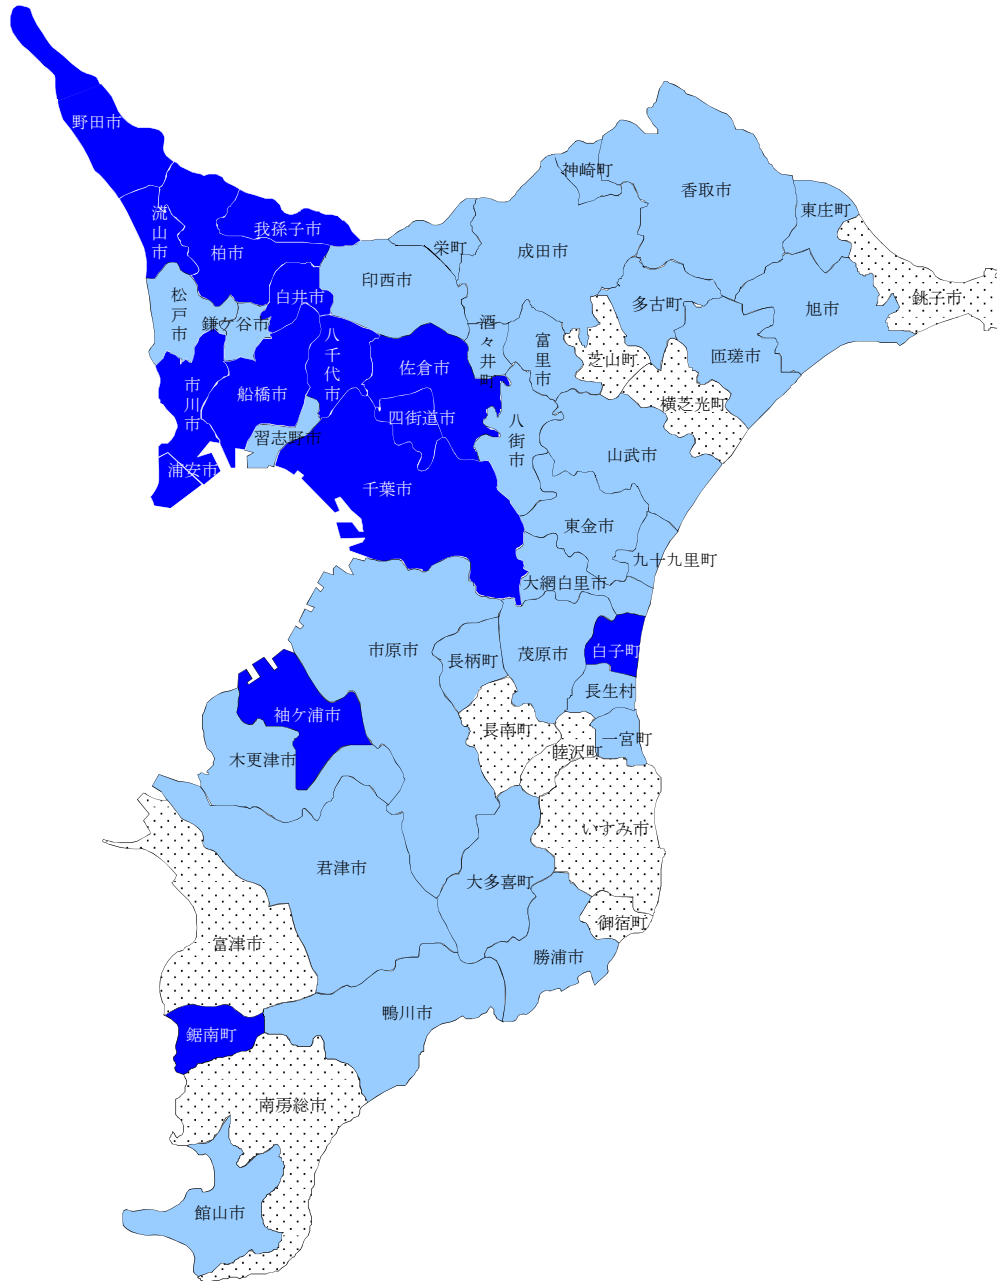 野田市
流山市
柏市
我孫子市
松戸市
鎌ケ谷市
白井市
印西市
栄町
成田市
神崎町
香取市
東庄町
銚子市
旭市
多古町
匝瑳市
芝山町
横芝光町
富里市
酒々井町
佐倉市
八千代市
船橋市
市川市
浦安市
習志野市
四街道市
千葉市
八街市
山武市
東金市
九十九里町
大網白里市
白子町
茂原市
長柄町
市原市
長生村
一宮町
睦沢町
長南町
袖ケ浦市
木更津市
君津市
大多喜町
いすみ市
御宿町
勝浦市
富津市
鴨川市
鋸南町
南房総市
館山市